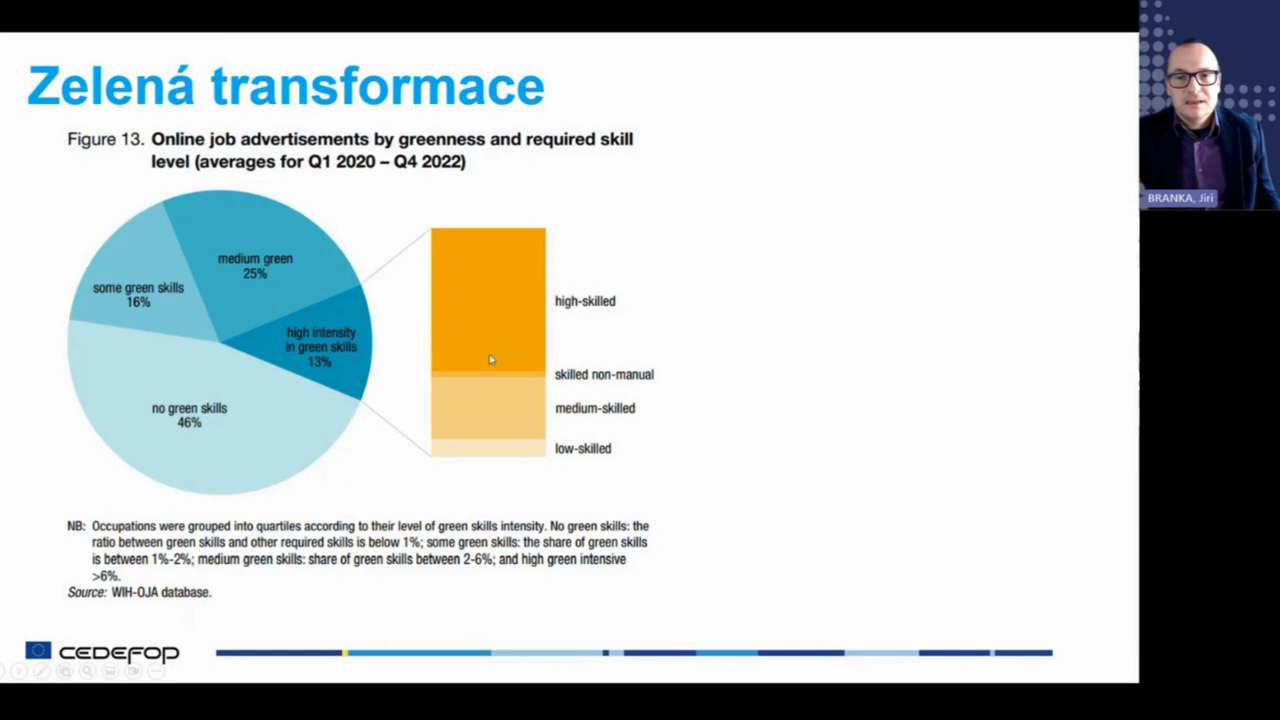 Zelená transformace
Figure 13. Online job advertisements by greenness and required skill
level (averages for Q1 2020 – Q4 2022)
medium green
25%
some green skills
16%
high intensity
in green skills
13%
no green skills
46%
high-skilled
skilled non-manual
medium-skilled
low-skilled
NB: Occupations were grouped into quartiles according to their level of green skills intensity. No green skills: the
ratio between green skills and other required skills is below 1%; some green skills: the share of green skills
is between 1%-2%; medium green skills: share of green skills between 2-6%; and high green intensive
>6%.
Source: WIH-OJA database.
CEDEFOP
BRANKA, Jiri